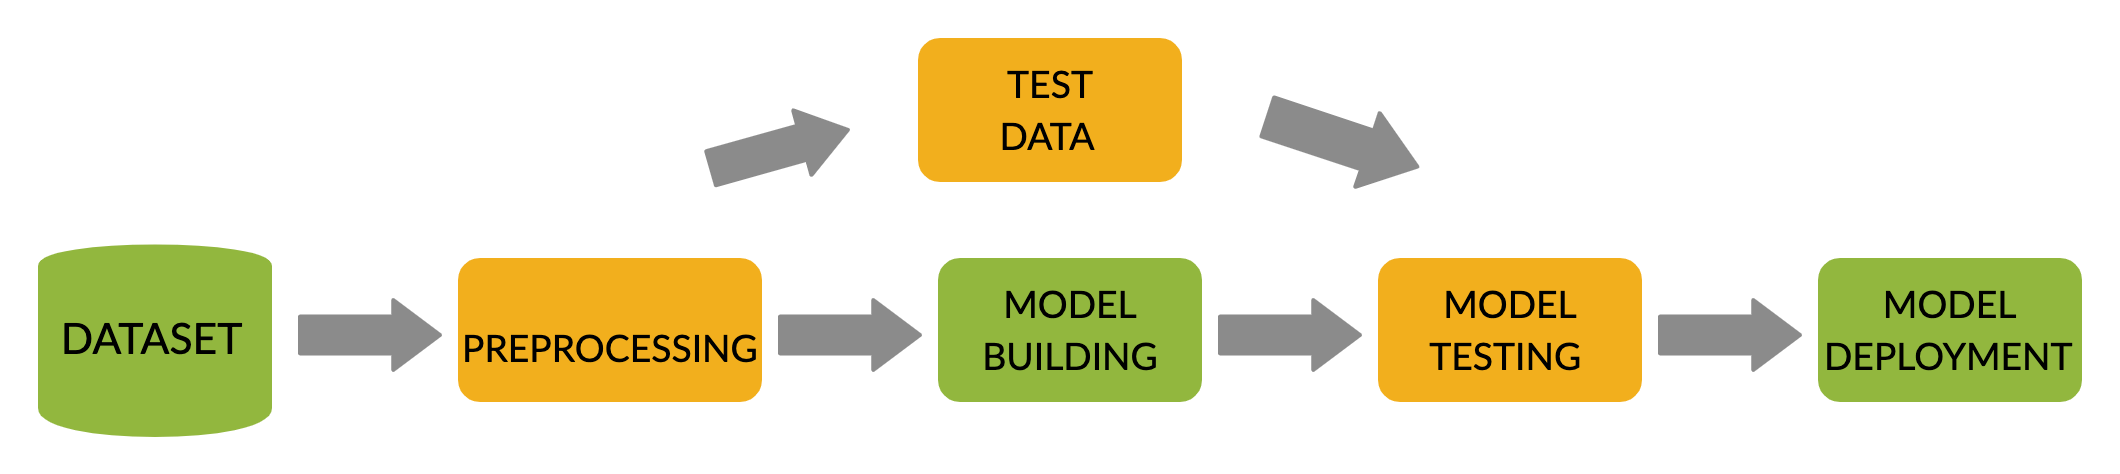 TEST
DATA
DATASET
PREPROCESSING
MODEL
BUILDING
MODEL
TESTING
MODEL
DEPLOYMENT